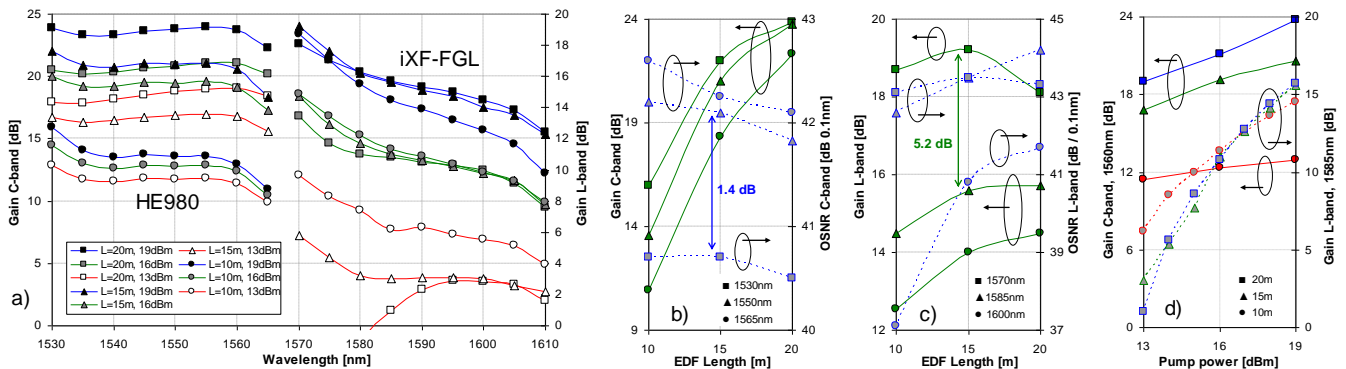 25
20
15
10
5
0
Gain C-band [dB]
1530
1540
1550
1560
1570
1580
1590
1600
1610
Wavelength [nm]
20
18
16
14
12
10
8
6
4
2
0
Gain L-band [dB]
iXF-FGL
HE980
L=20m, 19dBm
L=20m, 16dBm
L=20m, 13dBm
L=15m, 19dBm
L=15m, 16dBm
L=15m, 13dBm
L=10m, 19dBm
L=10m, 16dBm
L=10m, 13dBm
a)
24
19
14
9
Gain C-band [dB]
10
15
20
EDF Length [m]
43
42
41
40
OSNR C-band [dB 0.1nm]
1.4 dB
1530nm
1550nm
1565nm
b)
20
19
18
17
16
15
14
13
12
Gain L-band [dB]
10
15
20
EDF Length [m]
45
43
41
39
37
OSNR L-band [dB / 0.1nm]
5.2 dB
1570nm
1585nm
1600nm
c)
24
18
12
6
0
Gain C-band, 1560nm [dB]
13
16
19
Pump power [dBm]
20
15
10
5
0
Gain L-band, 1585nm [dB]
20m
15m
10m
d)